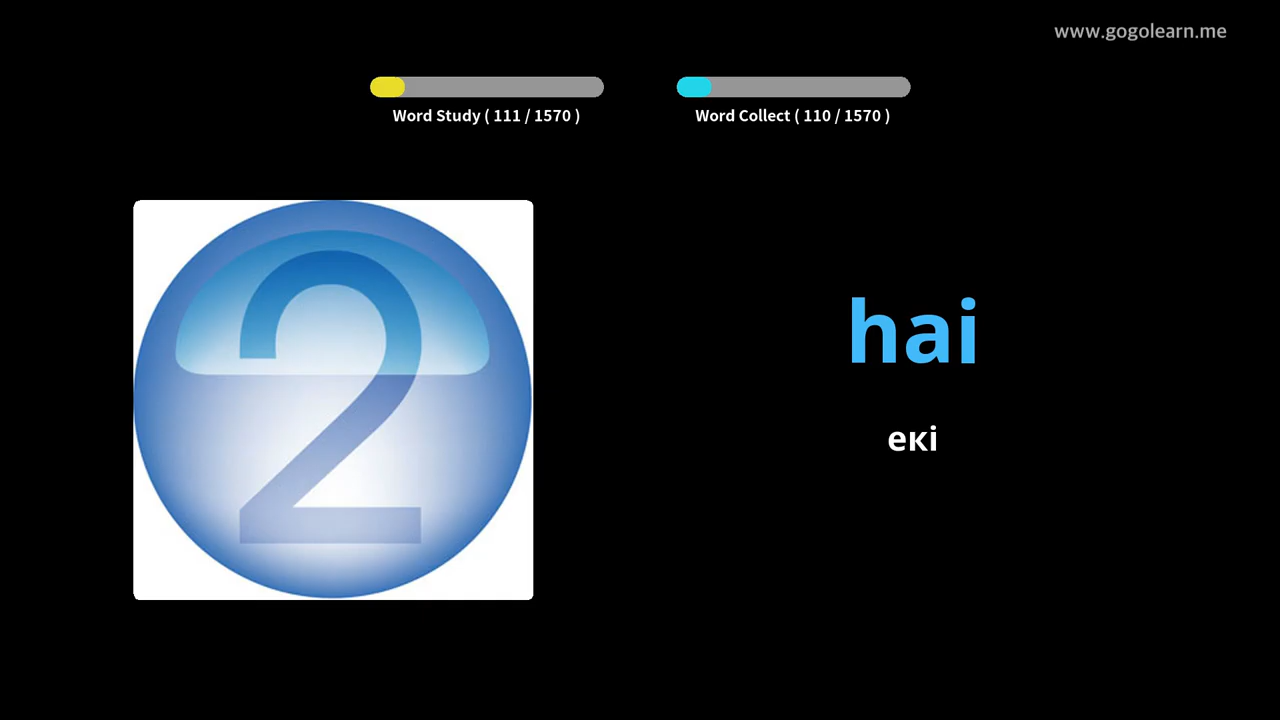 www.gogolearn.me
Word Study ( 111 / 1570 )
Word Collect ( 110 / 1570 )
2
hai
екі